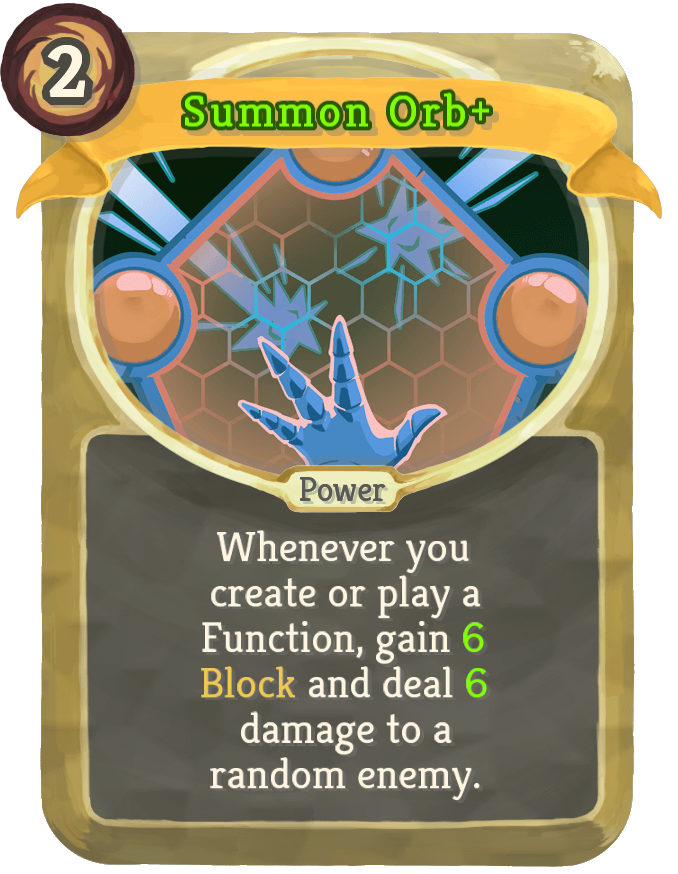 2
Summon Orb+
Power
Whenever you
create or play a
Function, gain 6
Block and deal 6
damage to a
random enemy.